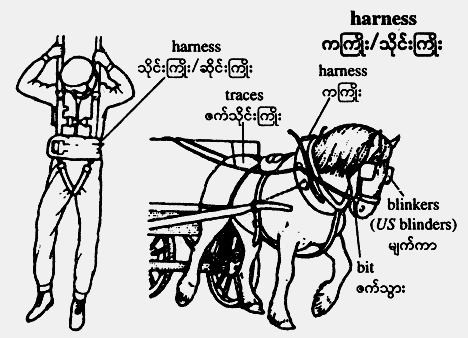 harness
ကကြိုး/သိုင်းကြိုး
harness
သိုင်းကြိုး/ဆိုင်းကြိုး
harness
ကကြိုး
traces
ဇက်သိုင်းကြိုး
blinkers
(US blinders)
မျက်ကာ
bit
ဇက်သွား